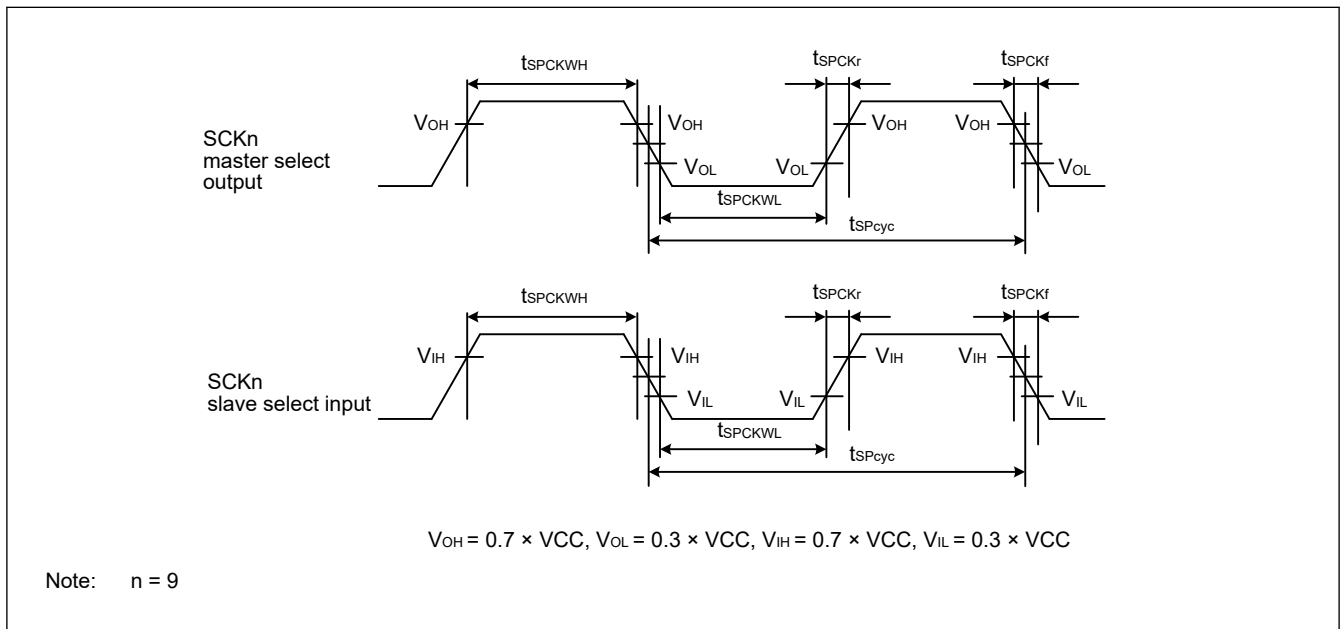 tSPCKWH
tSPCKr
tSPCKf
VOH
VOH
VOH
VOH
SCKn
master select
output
VOL
VOL
VOL
tSPCKWL
tSPcyc
tSPCKWH
tSPCKr
tSPCKf
VIH
VIH
VIH
VIH
SCKn
slave select input
VIL
VIL
VIL
tSPCKWL
tSPcyc
VOH = 0.7 × VCC, VOL = 0.3 × VCC, VIH = 0.7 × VCC, VIL = 0.3 × VCC
Note: n = 9